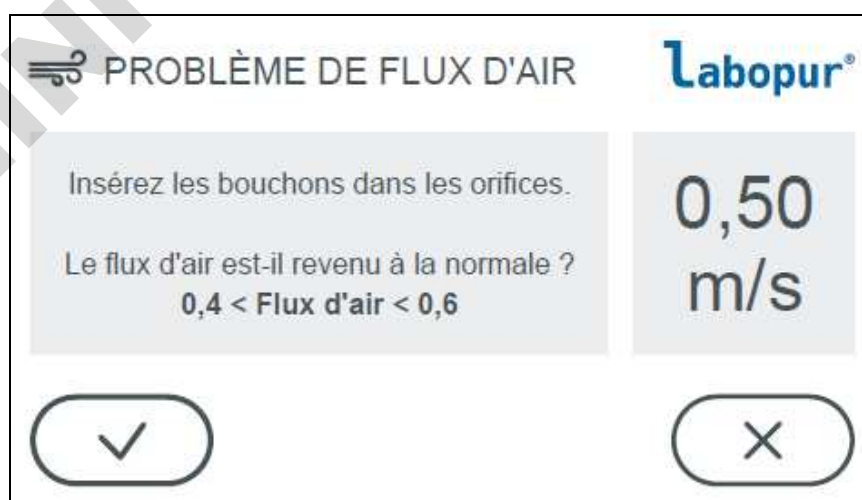 PROBLÈME DE FLUX D'AIR
Labopur®
Insérez les bouchons dans les orifices.
Le flux d'air est-il revenu à la normale ?
0,4 < Flux d'air < 0,6
0,50
m/s